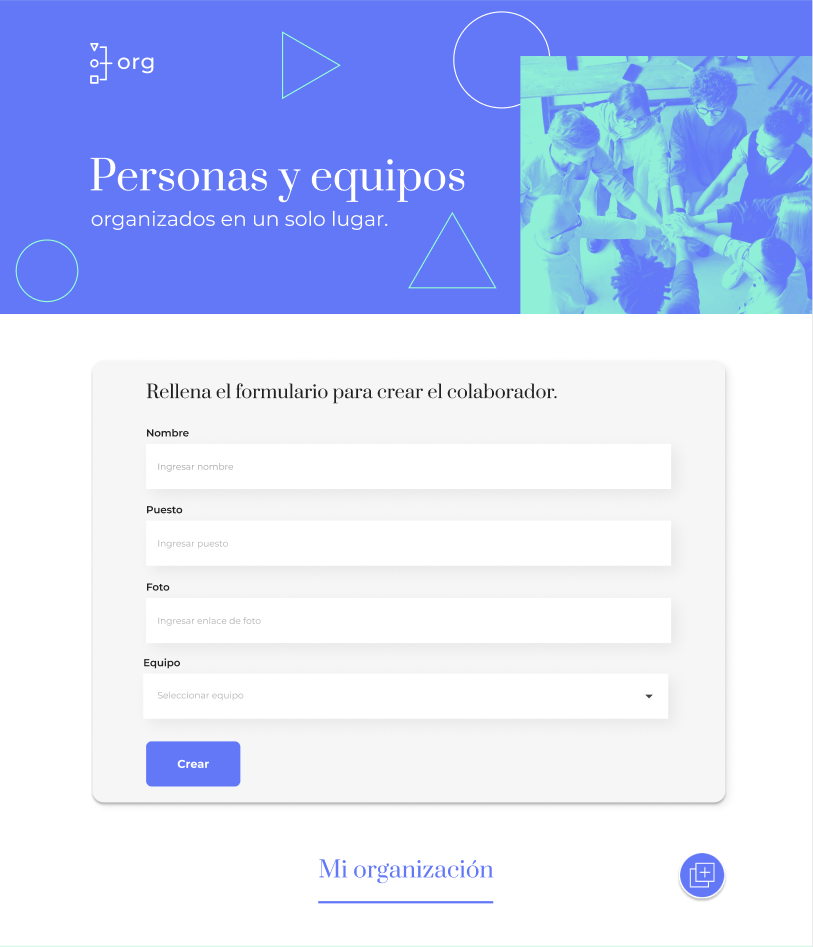 org
Personas y equipos
organizados en un solo lugar.
Rellena el formulario para crear el colaborador.
Nombre
Ingresar nombre
Puesto
Ingresar puesto
Foto
Ingresar enlace de foto
Equipo
Seleccionar equipo
Crear
Mi organización